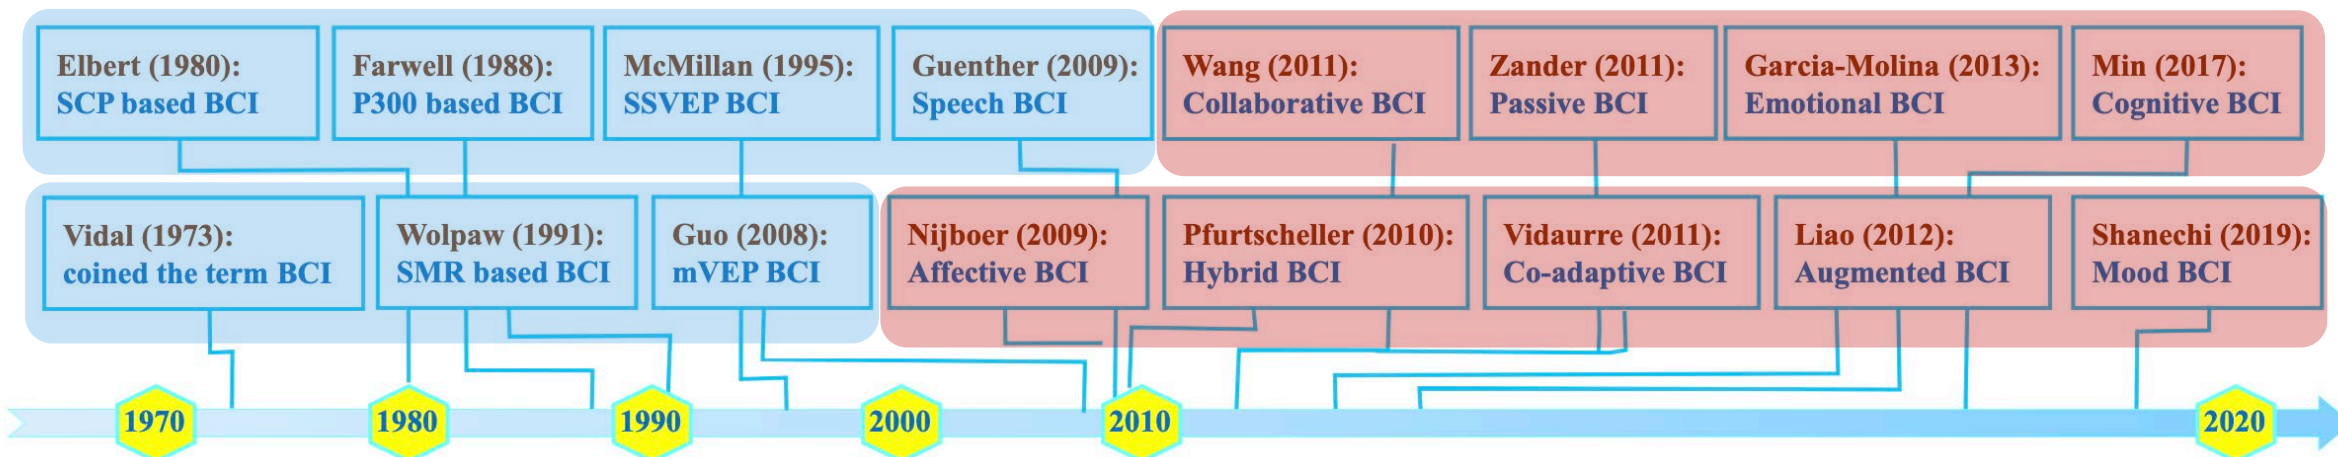 Elbert (1980):
SCP based BCI
Farwell (1988):
P300 based BCI
McMillan (1995):
SSVEP BCI
Guenther (2009):
Speech BCI
Wang (2011):
Collaborative BCI
Zander (2011):
Passive BCI
Garcia-Molina (2013):
Emotional BCI
Min (2017):
Cognitive BCI
Vidal (1973):
coined the term BCI
Wolpaw (1991):
SMR based BCI
Guo (2008):
mVEP BCI
Nijboer (2009):
Affective BCI
Pfurtscheller (2010):
Hybrid BCI
Vidaurre (2011):
Co-adaptive BCI
Liao (2012):
Augmented BCI
Shanechi (2019):
Mood BCI
1970
1980
1990
2000
2010
2020